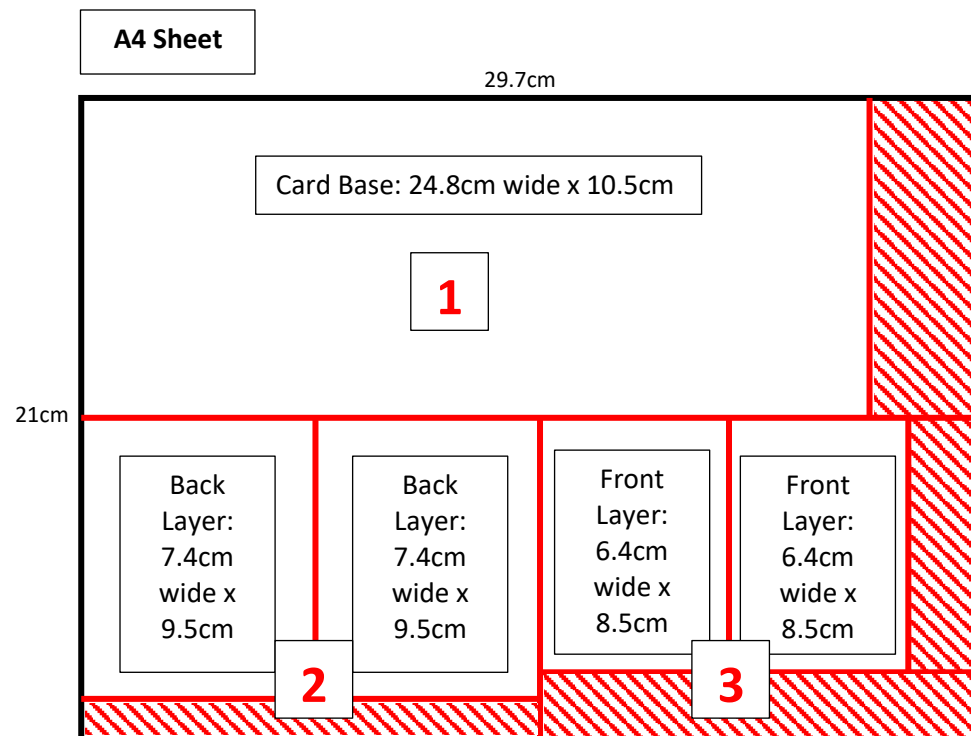 A4 Sheet
29.7cm
Card Base: 24.8cm wide x 10.5cm
1
21cm
Back
Layer:
7.4cm
wide x
9.5cm
Back
Layer:
7.4cm
wide x
9.5cm
Front
Layer:
6.4cm
wide x
8.5cm
Front
Layer:
6.4cm
wide x
8.5cm
2
3